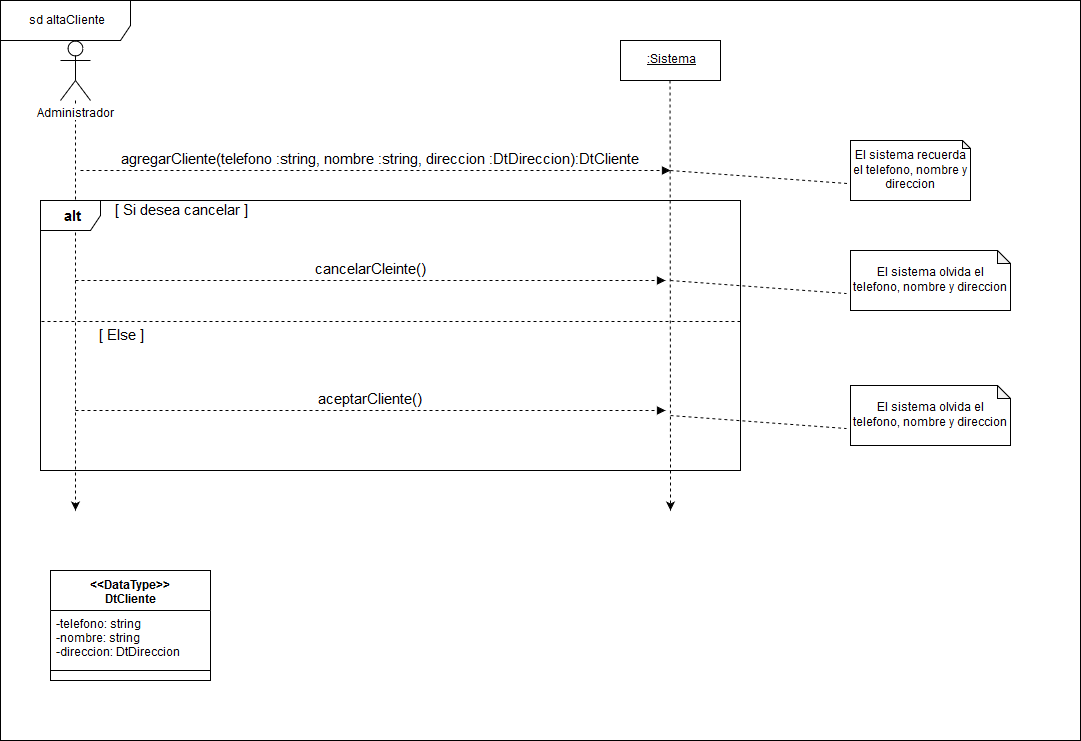 sd altaCliente
Administrador
:Sistema
agregarCliente(telefono :string, nombre :string, direccion :DtDireccion):DtCliente
El sistema recuerda
el telefono, nombre y
direccion
alt
[ Si desea cancelar ]
cancelarCleinte()
El sistema olvida el
telefono, nombre y direccion
[ Else ]
aceptarCliente()
El sistema olvida el
telefono, nombre y direccion
<<DataType>>
DtCliente
-telefono: string
-nombre: string
-direccion: DtDireccion